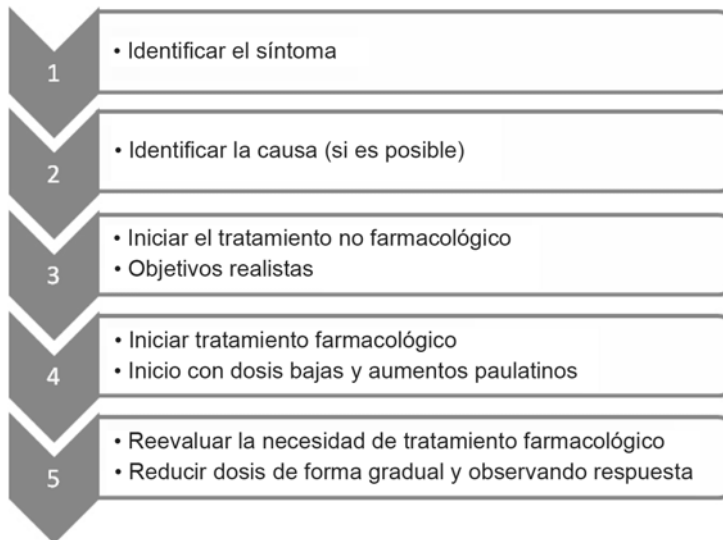 1
• Identificar el síntoma
2
• Identificar la causa (si es posible)
3
• Iniciar el tratamiento no farmacológico
• Objetivos realistas
4
• Iniciar tratamiento farmacológico
• Inicio con dosis bajas y aumentos paulatinos
5
• Reevaluar la necesidad de tratamiento farmacológico
• Reducir dosis de forma gradual y observando respuesta